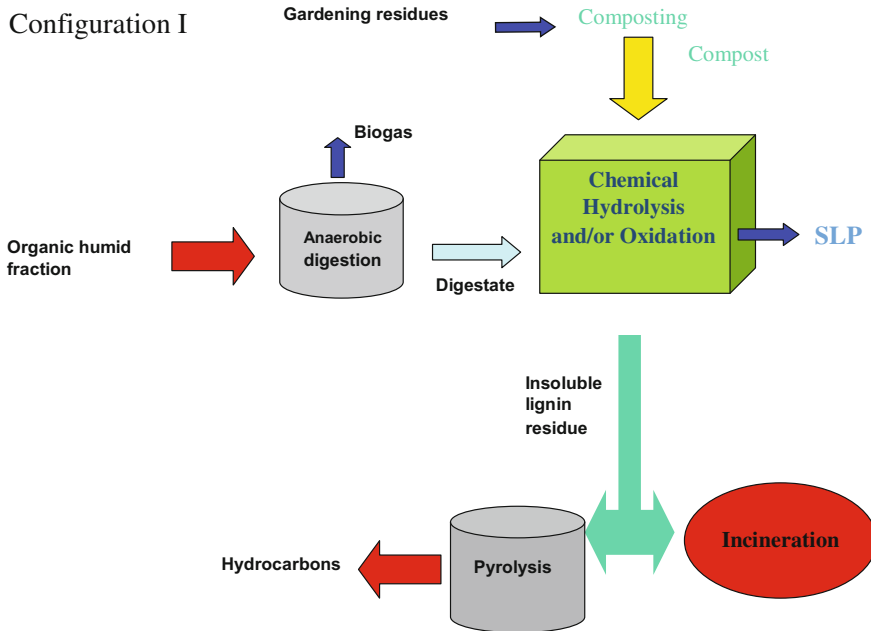 Configuration I
Gardening residues
Composting
Compost
Biogas
Chemical
Hydrolysis
and/or Oxidation
SLP
Organic humid
fraction
Anaerobic
digestion
Digestate
Insoluble
lignin
residue
Incineration
Pyrolysis
Hydrocarbons